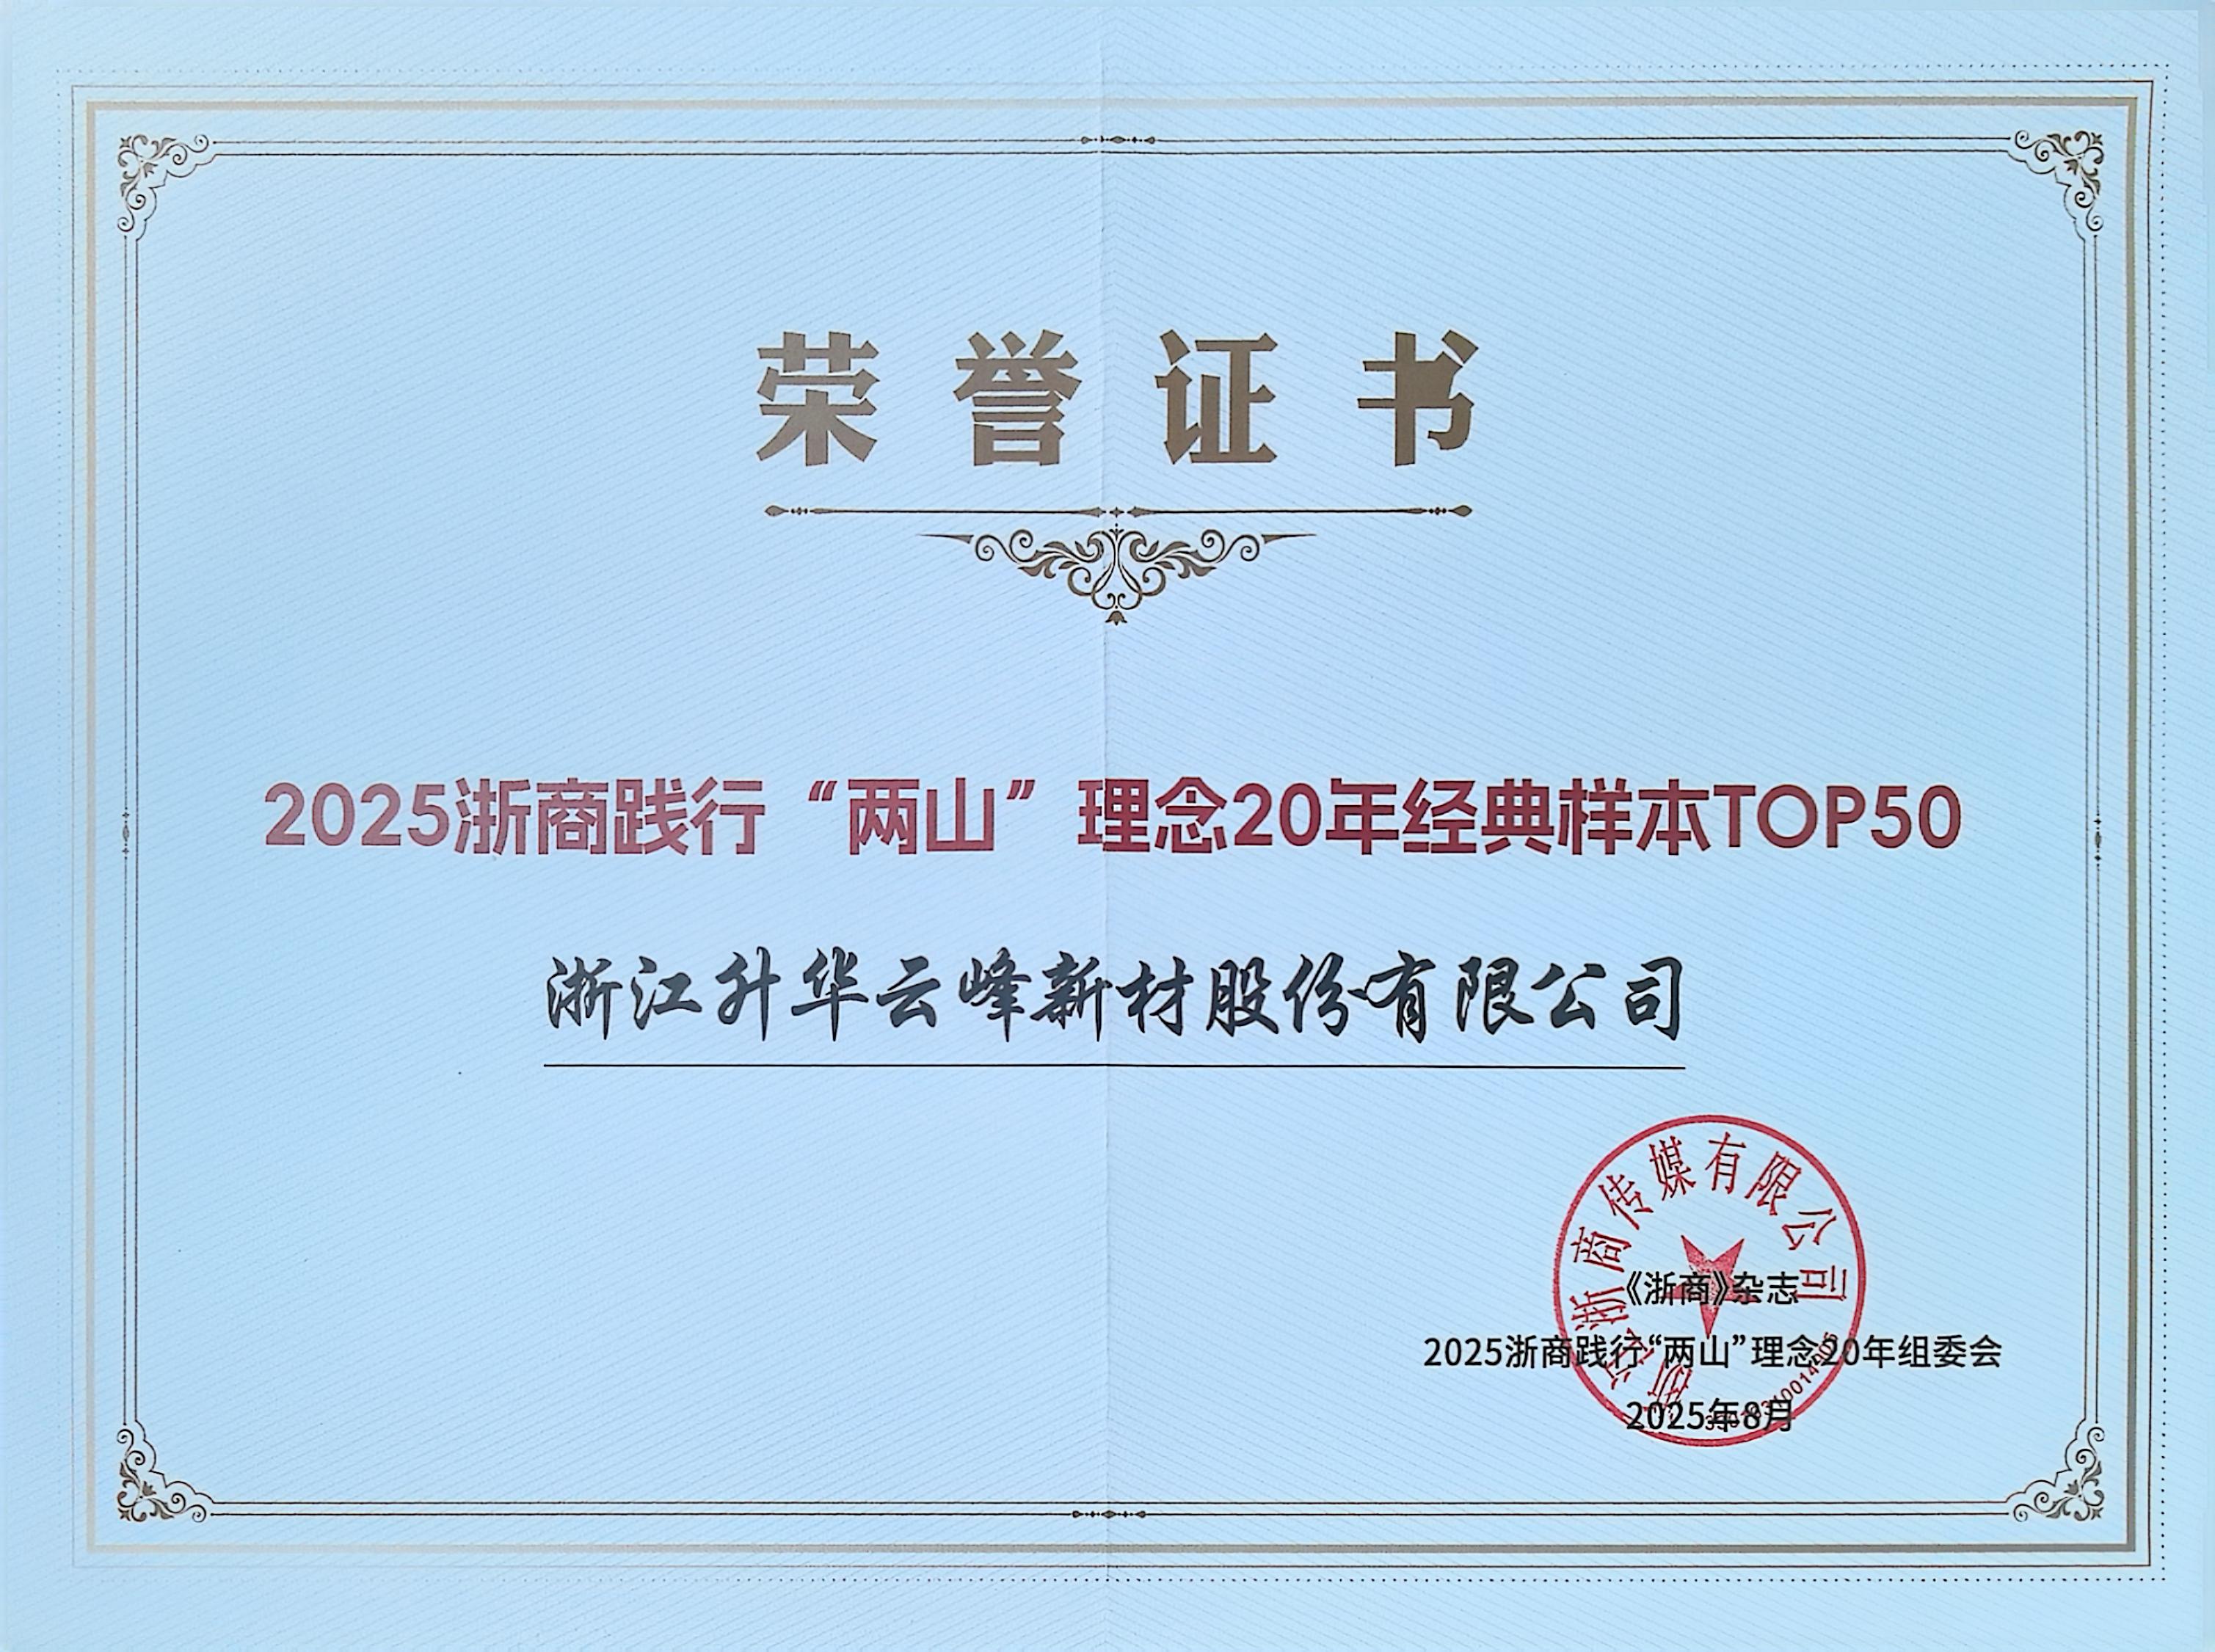 荣誉证书
2025浙商践行“两山”理念20年经典样本TOP50
浙江升华云峰新材股份有限公司
浙江浙商传媒有限公司
《浙商》杂志
2025浙商践行“两山”理念20年组委会
2025年8月